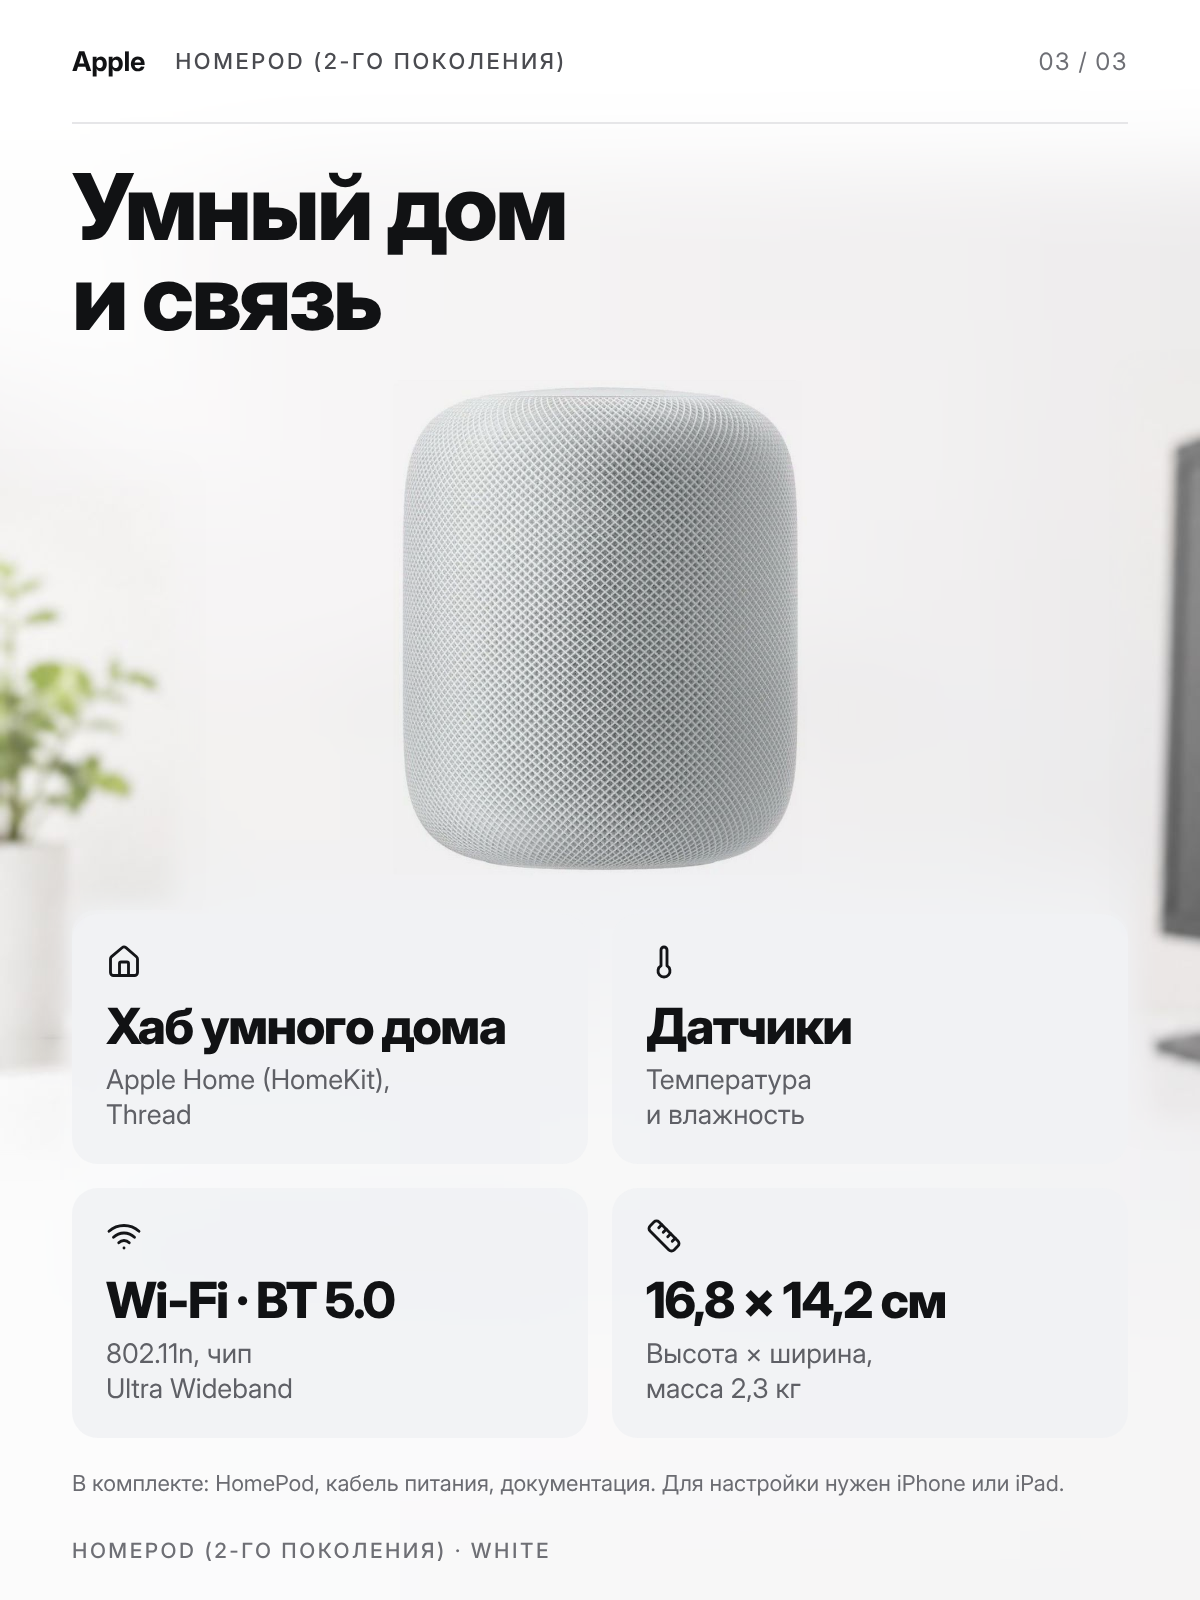 Apple HOMEPOD (2-ГО ПОКОЛЕНИЯ) 03 / 03
Умный дом
и связь
Хаб умного дома
Apple Home (HomeKit),
Thread
Датчики
Температура
и влажность
Wi-Fi · BT 5.0
802.11n, чип
Ultra Wideband
16,8 × 14,2 см
Высота × ширина,
масса 2,3 кг
В комплекте: HomePod, кабель питания, документация. Для настройки нужен iPhone или iPad.
HOMEPOD (2-ГО ПОКОЛЕНИЯ) · WHITE